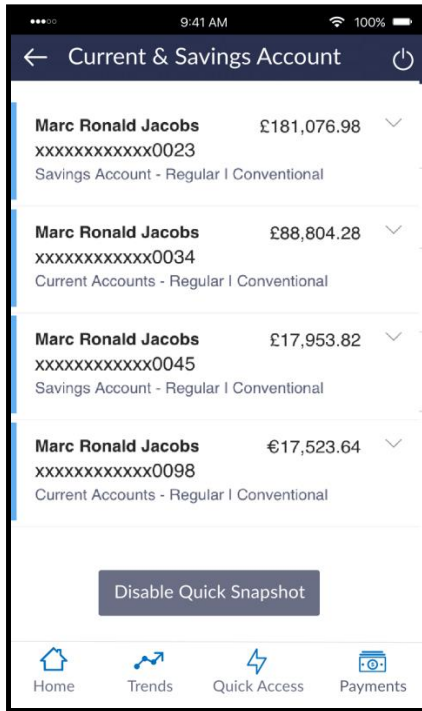 9:41 AM 100%
Current & Savings Account
Marc Ronald Jacobs £181,076.98
xxxxxxxxxxxx0023
Savings Account - Regular I Conventional
Marc Ronald Jacobs £88,804.28
xxxxxxxxxxxx0034
Current Accounts - Regular I Conventional
Marc Ronald Jacobs £17,953.82
xxxxxxxxxxxx0045
Savings Account - Regular I Conventional
Marc Ronald Jacobs €17,523.64
xxxxxxxxxxxx0098
Current Accounts - Regular I Conventional
Disable Quick Snapshot
Home Trends Quick Access Payments